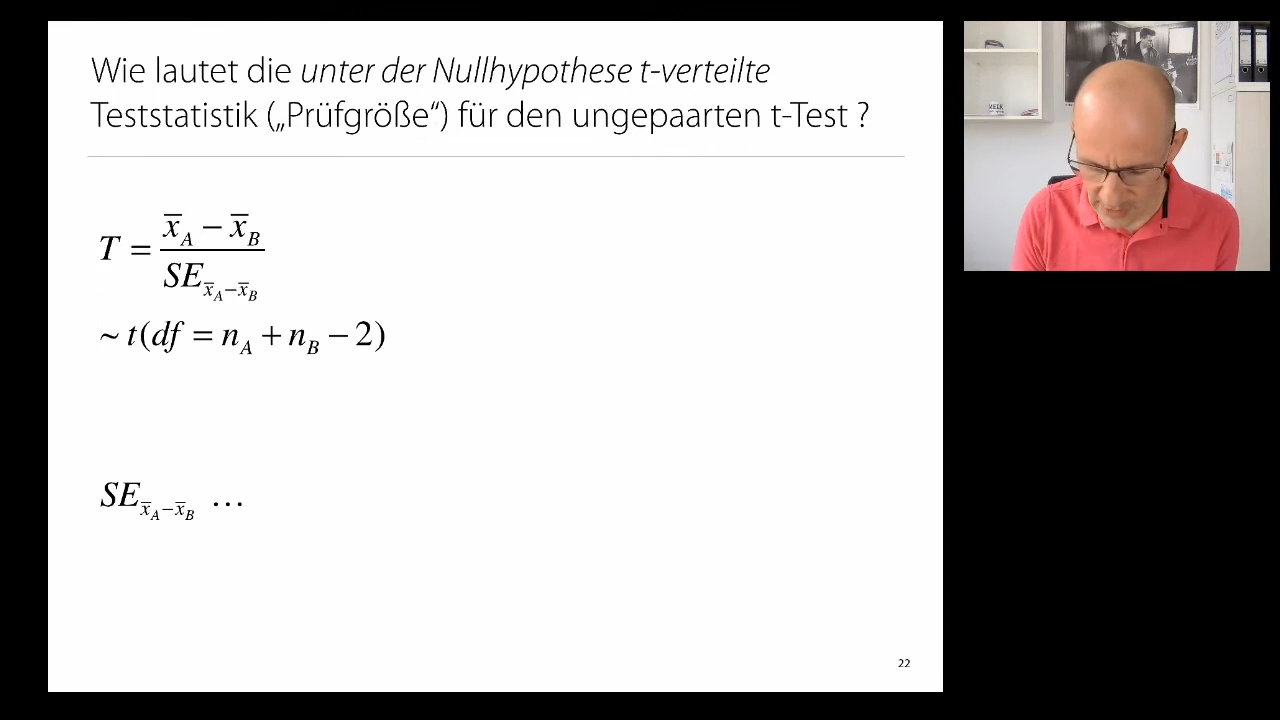 Wie lautet die unter der Nullhypothese t-verteilte
Teststatistik („Prüfgröße“) für den ungepaarten t-Test ?
T = (x̄_A − x̄_B) / SE_{x̄_A−x̄_B}
~ t(df = n_A + n_B − 2)
SE_{x̄_A−x̄_B} …
22